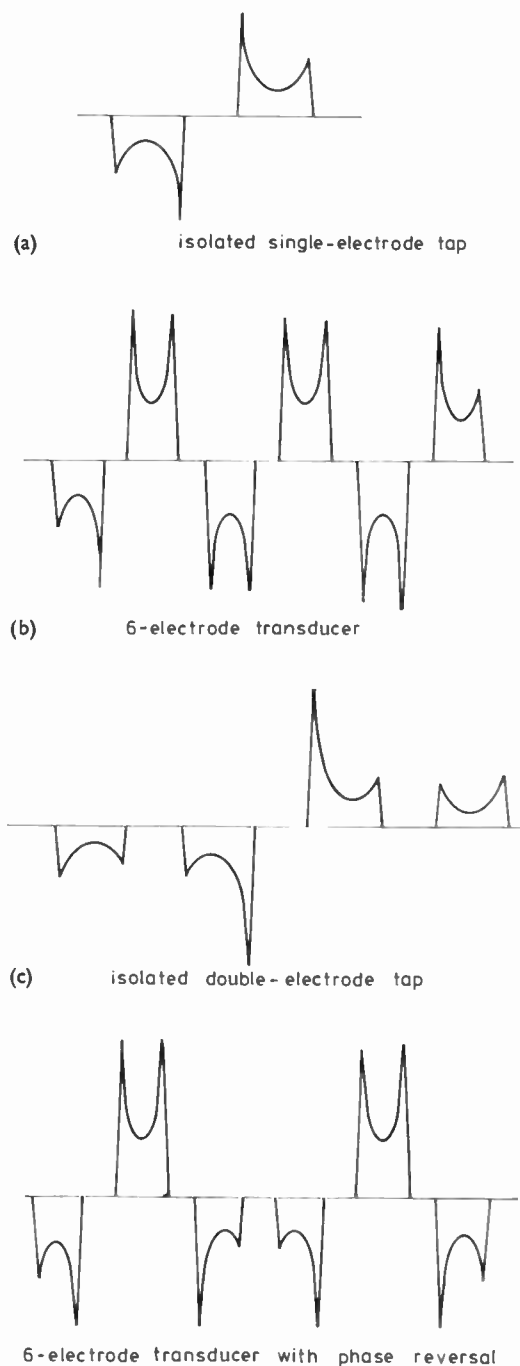 (a) isolated single-electrode tap
(b) 6-electrode transducer
(c) isolated double-electrode tap
6-electrode transducer with phase reversal